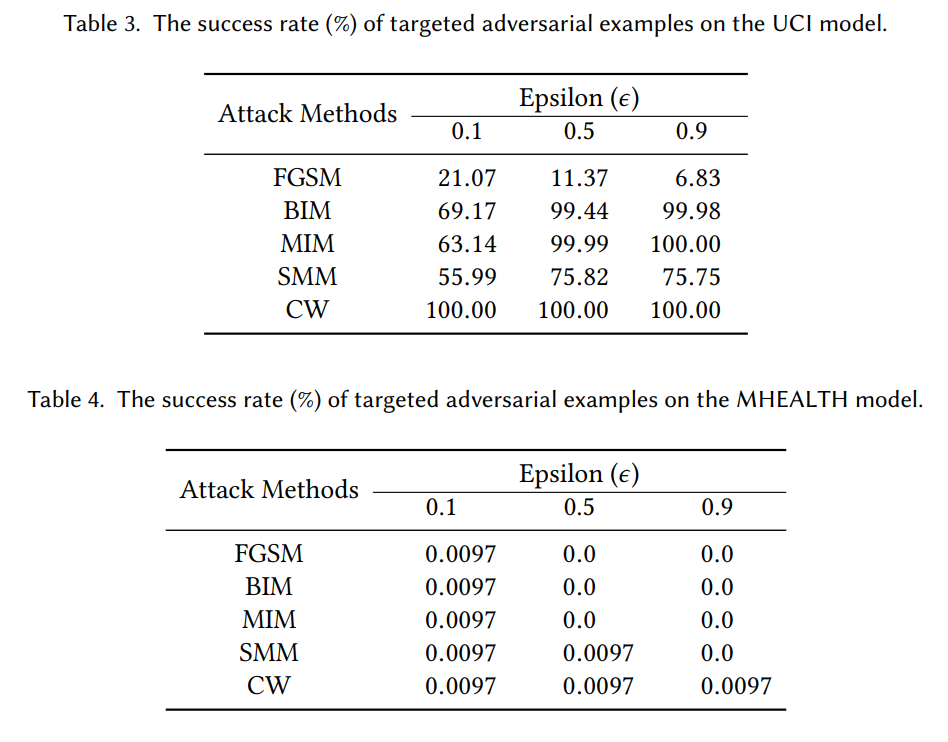 Table 3. The success rate (%) of targeted adversarial examples on the UCI model.
Attack Methods Epsilon (ϵ)
0.1 0.5 0.9
FGSM 21.07 11.37 6.83
BIM 69.17 99.44 99.98
MIM 63.14 99.99 100.00
SMM 55.99 75.82 75.75
CW 100.00 100.00 100.00
Table 4. The success rate (%) of targeted adversarial examples on the MHEALTH model.
Attack Methods Epsilon (ϵ)
0.1 0.5 0.9
FGSM 0.0097 0.0 0.0
BIM 0.0097 0.0 0.0
MIM 0.0097 0.0 0.0
SMM 0.0097 0.0097 0.0
CW 0.0097 0.0097 0.0097